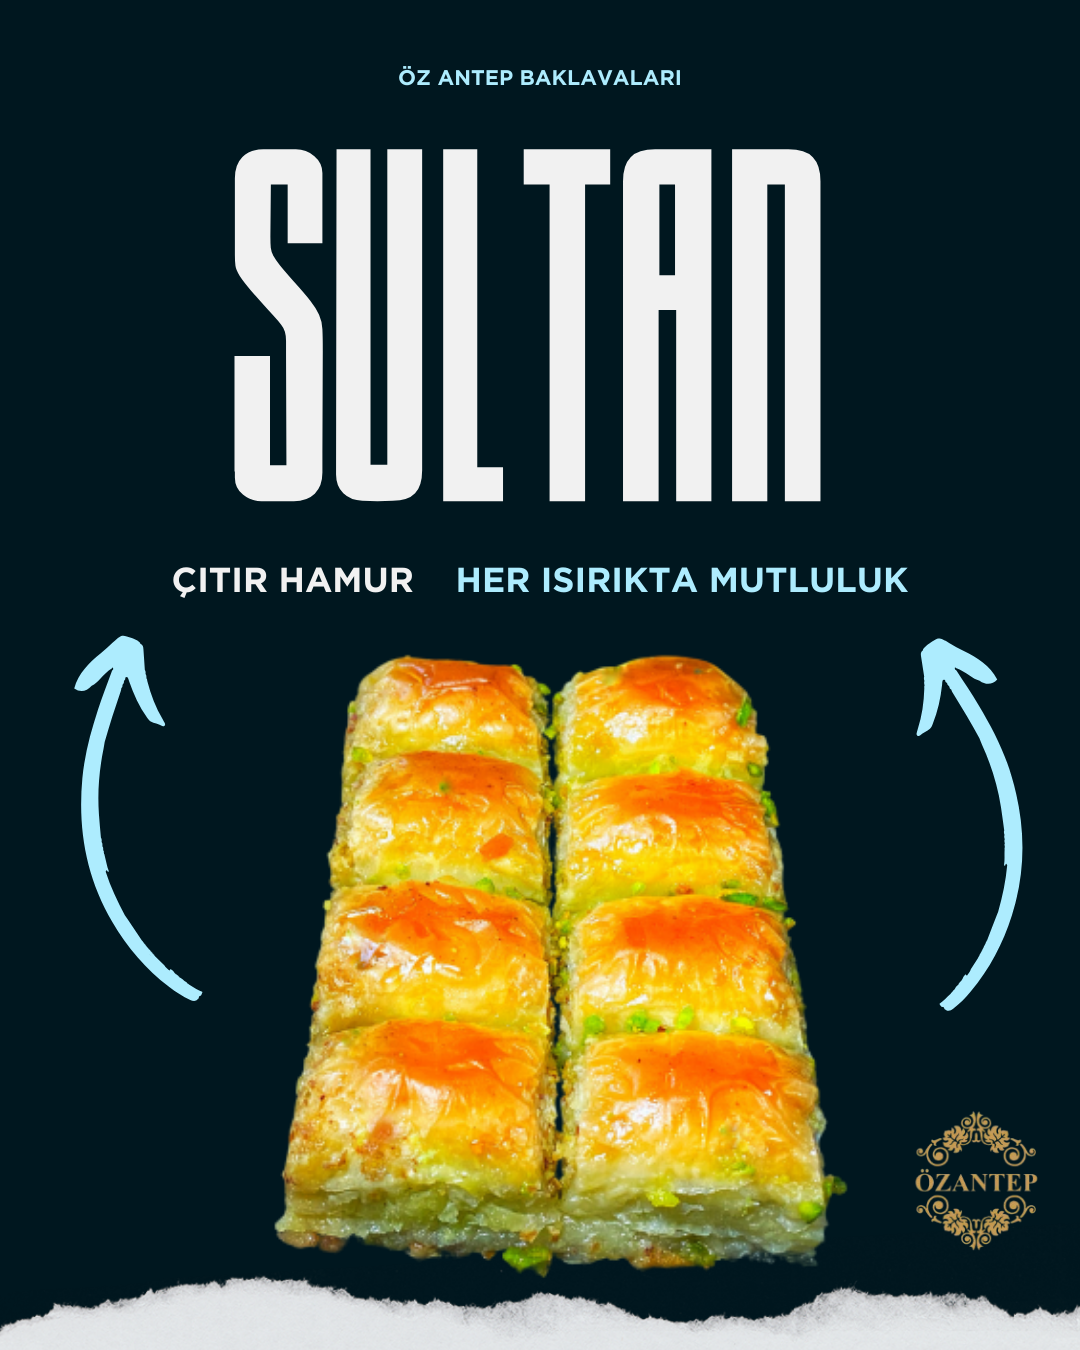 ÖZ ANTEP BAKLAVALARI
SULTAN
ÇITIR HAMUR HER ISIRIKTA MUTLULUK
ÖZANTEP